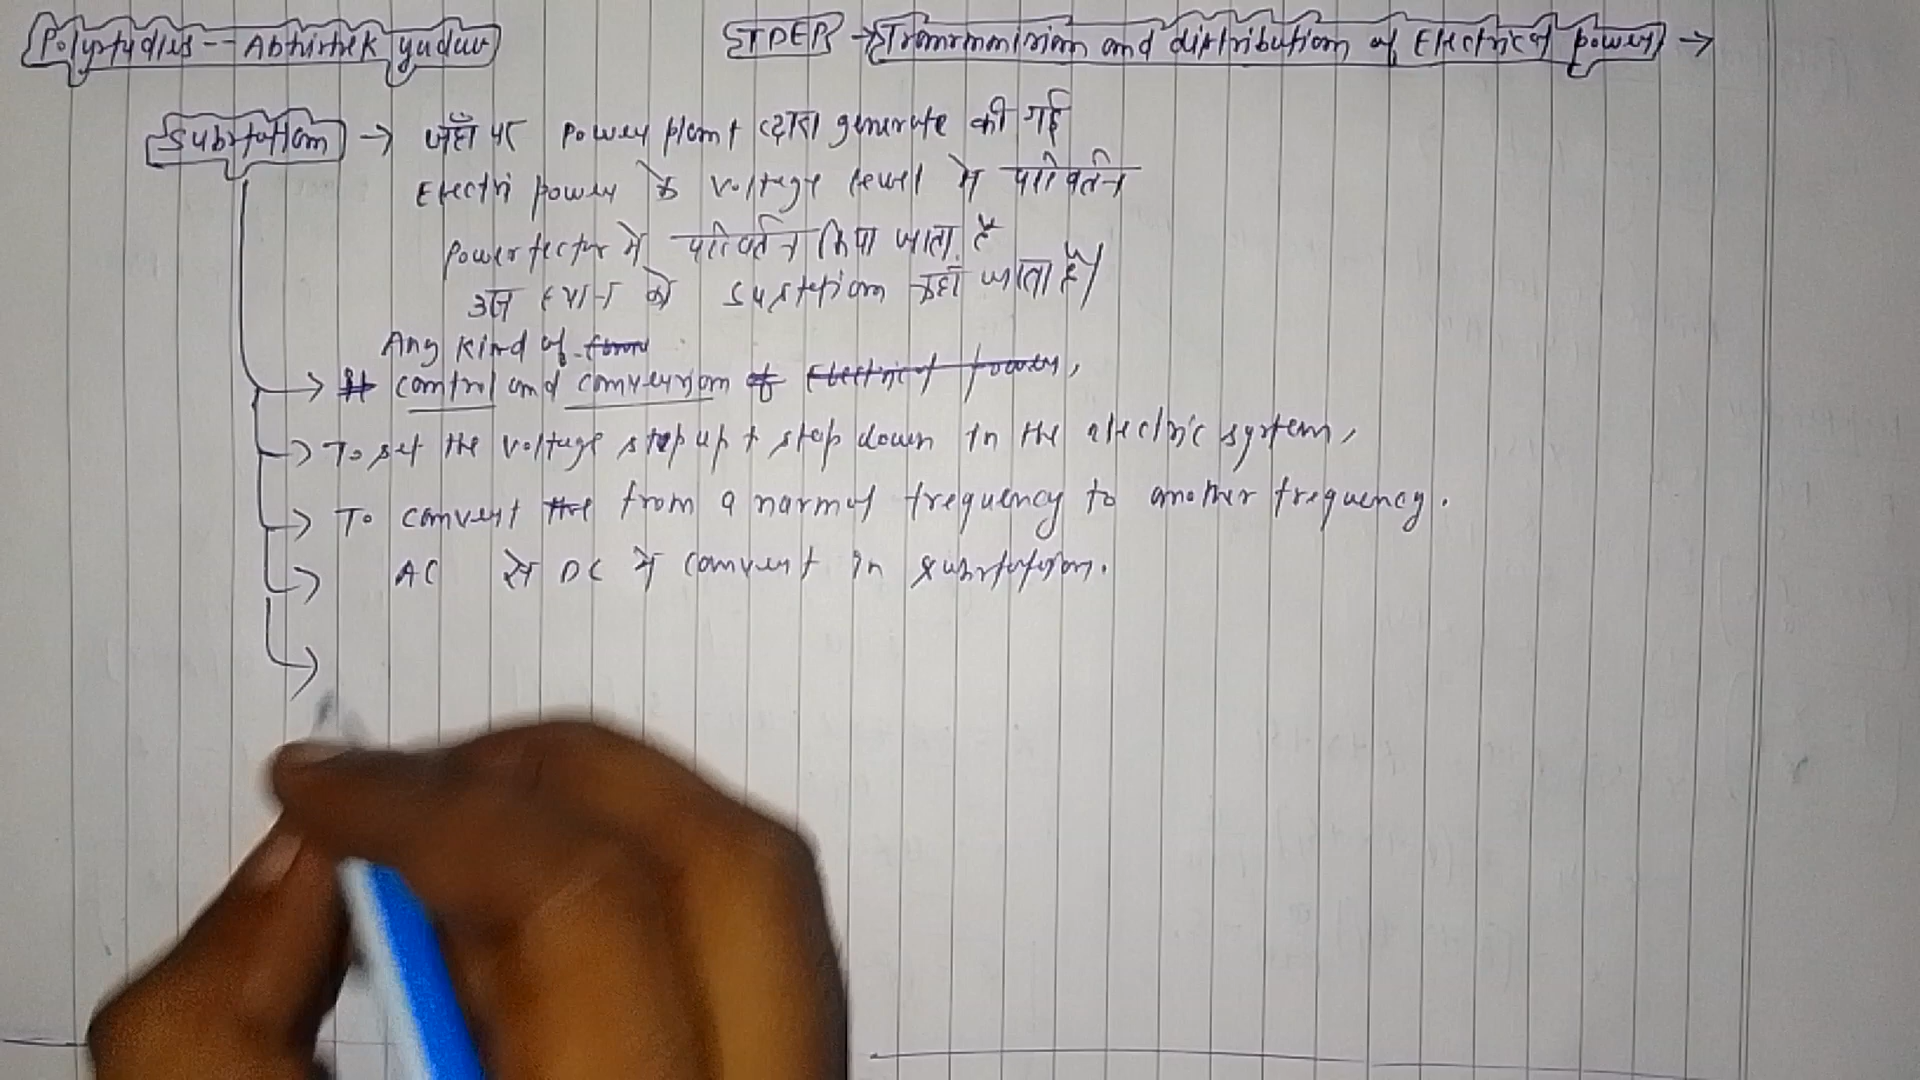 Polystudies -- Abhishek yadav
TDEP → Transmmission and distribution of Electrical power →
Substation → जहाँ पर Power plant द्वारा generate की गई
Electri power के voltage level में परिवर्तन
Power fector में परिवर्तन किया जाता है
उस स्थान को Substation कहाँ जाता है।
Any kind of
→ control and conversion
→ To set the voltage step up & step down in the electric system,
→ To convert from a normal frequency to another frequency.
→ AC से DC में convert in substation.
→